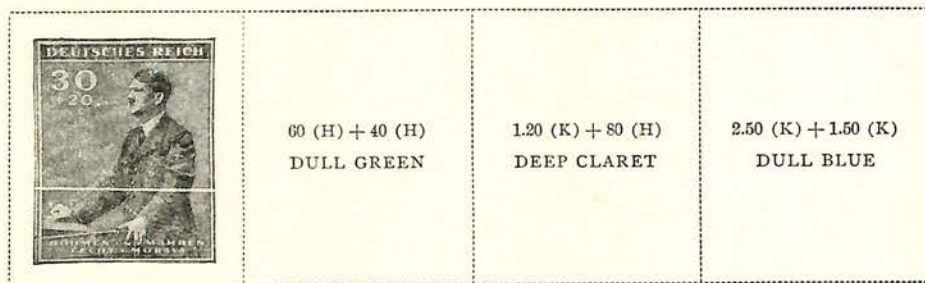 DEUTSCHES REICH
30
+20
BÖHMEN UND MÄHREN
ČECHY A MORAVA
60 (H) + 40 (H)
DULL GREEN
1.20 (K) + 80 (H)
DEEP CLARET
2.50 (K) + 1.50 (K)
DULL BLUE